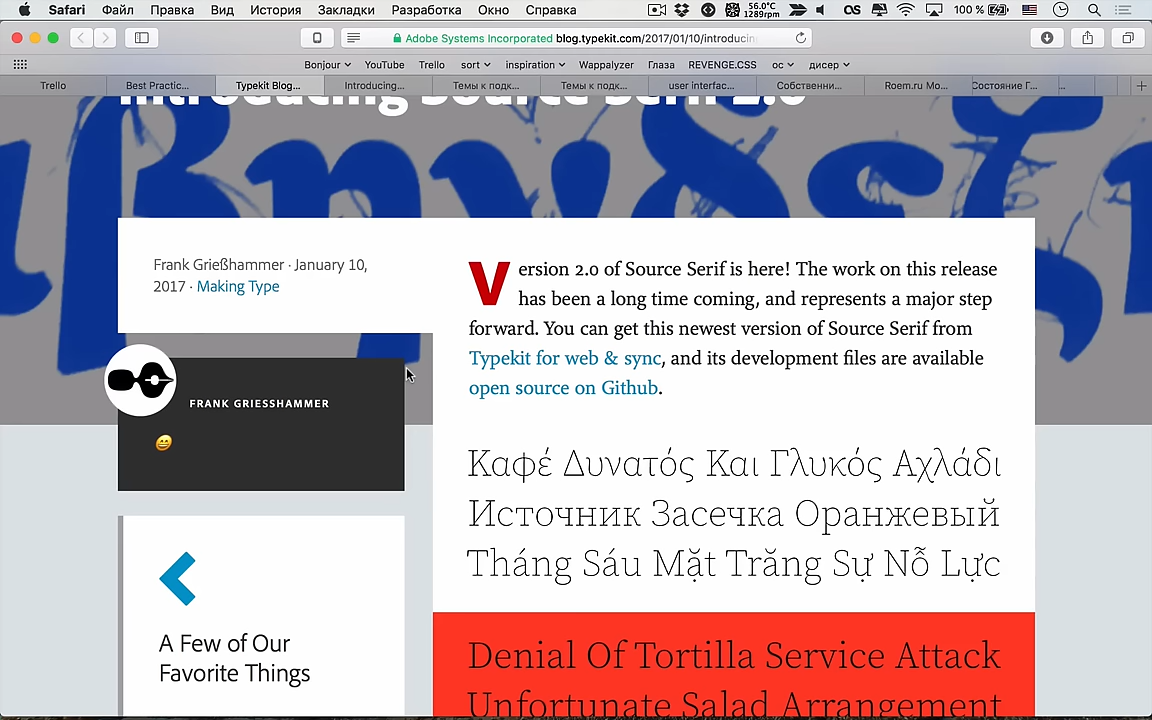 Safari Файл Правка Вид История Закладки Разработка Окно Справка 56.0°C 1289rpm 100 %
Adobe Systems Incorporated blog.typekit.com/2017/01/10/introducin
Bonjour YouTube Trello sort inspiration Wappalyzer Глаза REVENGE.CSS ос дисер
Trello Best Practic... Typekit Blog... Introducing... Темы к подк... Темы к подк... user interfac... Собственни... Roem.ru Mo... Состояние Г... ...
Introducing Source Serif 2.0
Frank Grießhammer · January 10,
2017 · Making Type
Version 2.0 of Source Serif is here! The work on this release
has been a long time coming, and represents a major step
forward. You can get this newest version of Source Serif from
Typekit for web & sync, and its development files are available
open source on Github.
FRANK GRIESSHAMMER
Καφέ Δυνατός Και Γλυκός Αχλάδι
Источник Засечка Оранжевый
Tháng Sáu Mặt Trăng Sự Nỗ Lực
A Few of Our
Favorite Things
Denial Of Tortilla Service Attack
Unfortunate Salad Arrangement